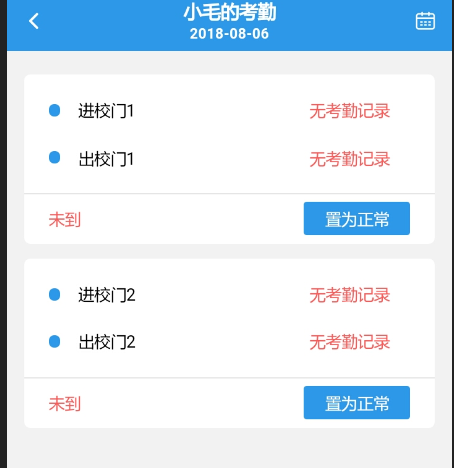 小毛的考勤
2018-08-06
进校门1 无考勤记录
出校门1 无考勤记录
未到 置为正常
进校门2 无考勤记录
出校门2 无考勤记录
未到 置为正常